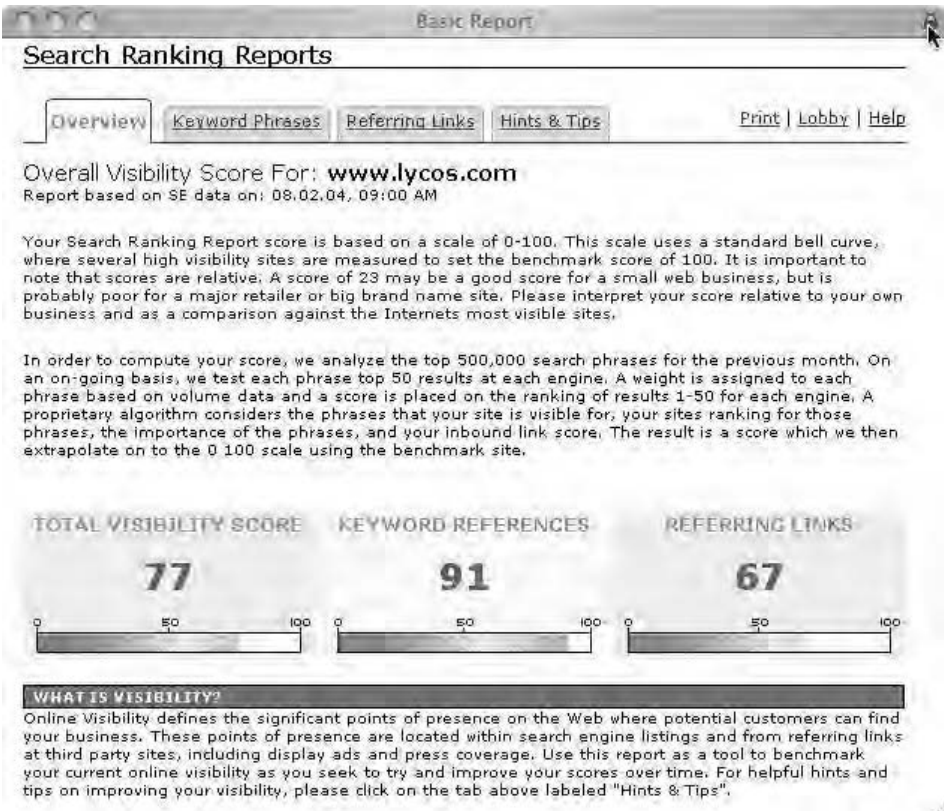 Basic Report
Search Ranking Reports
Overview Keyword Phrases Referring Links Hints & Tips Print | Lobby | Help
Overall Visibility Score For: www.lycos.com
Report based on SE data on: 08.02.04, 09:00 AM
Your Search Ranking Report score is based on a scale of 0-100. This scale uses a standard bell curve,
where several high visibility sites are measured to set the benchmark score of 100. It is important to
note that scores are relative. A score of 23 may be a good score for a small web business, but is
probably poor for a major retailer or big brand name site. Please interpret your score relative to your own
business and as a comparison against the Internets most visible sites.
In order to compute your score, we analyze the top 500,000 search phrases for the previous month. On
an on-going basis, we test each phrase top 50 results at each engine. A weight is assigned to each
phrase based on volume data and a score is placed on the ranking of results 1-50 for each engine. A
proprietary algorithm considers the phrases that your site is visible for, your sites ranking for those
phrases, the importance of the phrases, and your inbound link score. The result is a score which we then
extrapolate on to the 0 100 scale using the benchmark site.
TOTAL VISIBILITY SCORE KEYWORD REFERENCES REFERRING LINKS
77 91 67
0 50 100 0 50 100 0 50 100
WHAT IS VISIBILITY?
Online Visibility defines the significant points of presence on the Web where potential customers can find
your business. These points of presence are located within search engine listings and from referring links
at third party sites, including display ads and press coverage. Use this report as a tool to benchmark
your current online visibility as you seek to try and improve your scores over time. For helpful hints and
tips on improving your visibility, please click on the tab above labeled "Hints & Tips".